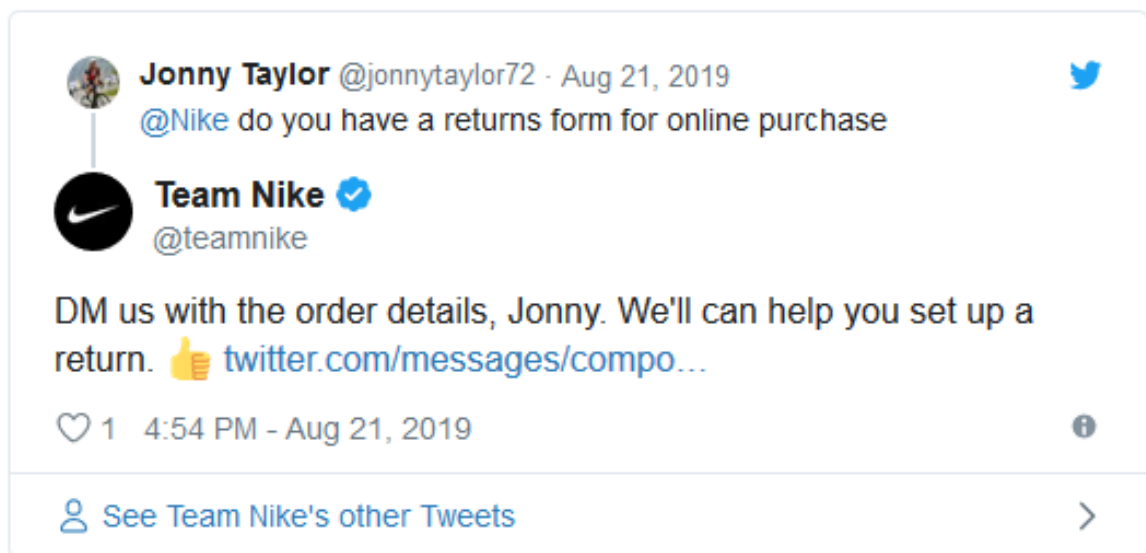 Jonny Taylor @jonnytaylor72 · Aug 21, 2019
@Nike do you have a returns form for online purchase
Team Nike
@teamnike
DM us with the order details, Jonny. We'll can help you set up a
return. 👍 twitter.com/messages/compo...
1 4:54 PM - Aug 21, 2019
See Team Nike's other Tweets